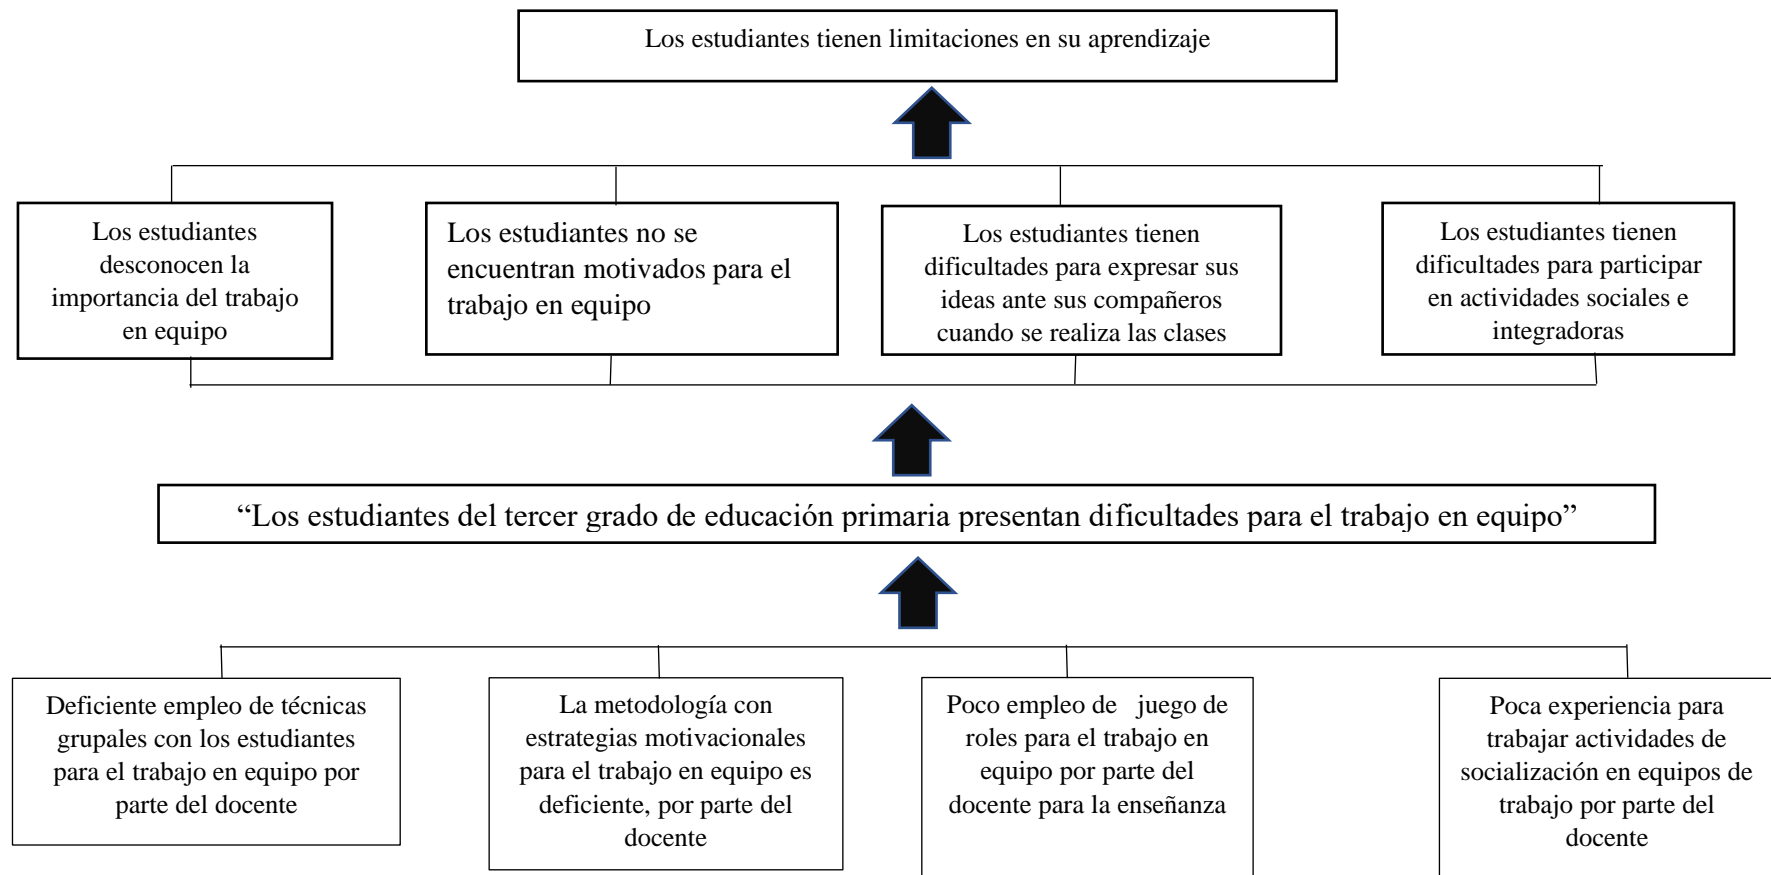 Los estudiantes tienen limitaciones en su aprendizaje
Los estudiantes
desconocen la
importancia del trabajo
en equipo
Los estudiantes no se
encuentran motivados para el
trabajo en equipo
Los estudiantes tienen
dificultades para expresar sus
ideas ante sus compañeros
cuando se realiza las clases
Los estudiantes tienen
dificultades para participar
en actividades sociales e
integradoras
“Los estudiantes del tercer grado de educación primaria presentan dificultades para el trabajo en equipo”
Deficiente empleo de técnicas
grupales con los estudiantes
para el trabajo en equipo por
parte del docente
La metodología con
estrategias motivacionales
para el trabajo en equipo es
deficiente, por parte del
docente
Poco empleo de juego de
roles para el trabajo en
equipo por parte del
docente para la enseñanza
Poca experiencia para
trabajar actividades de
socialización en equipos de
trabajo por parte del
docente